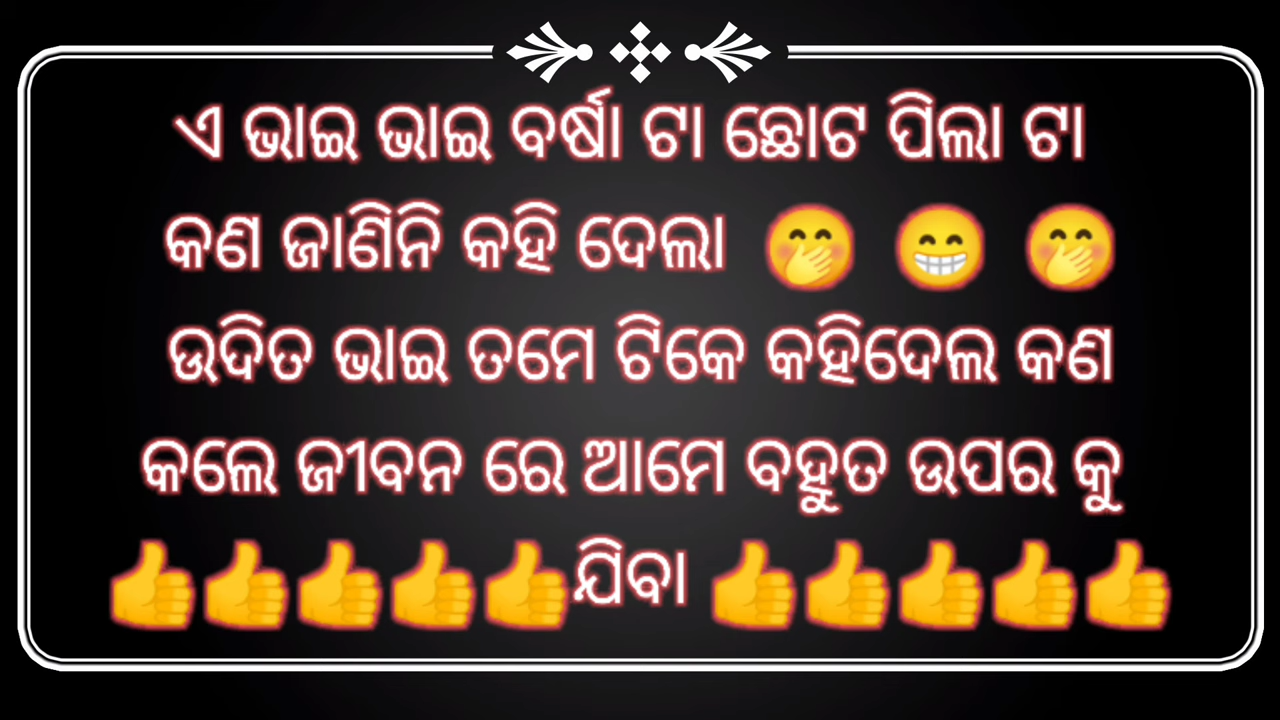 ଏ ଭାଇ ଭାଇ ବର୍ଷା ଟା ଛୋଟ ପିଲା ଟା
କଣ ଜାଣିନି କହି ଦେଲା 🤭 😁 🤭
ଉଦିତ ଭାଇ ତମେ ଟିକେ କହିଦେଲ କଣ
କଲେ ଜୀବନ ରେ ଆମେ ବହୁତ ଉପର କୁ
👍👍👍👍👍ଯିବା 👍👍👍👍👍